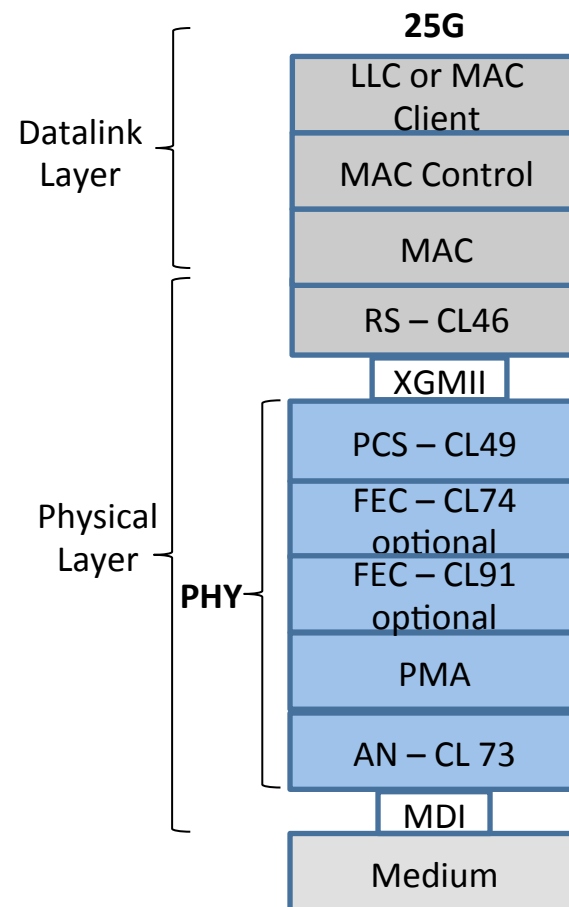 25G
LLC or MAC
Client
Datalink
Layer
MAC Control
MAC
RS – CL46
XGMII
PCS – CL49
FEC – CL74
optional
Physical
Layer
FEC – CL91
optional
PHY
PMA
AN – CL 73
MDI
Medium